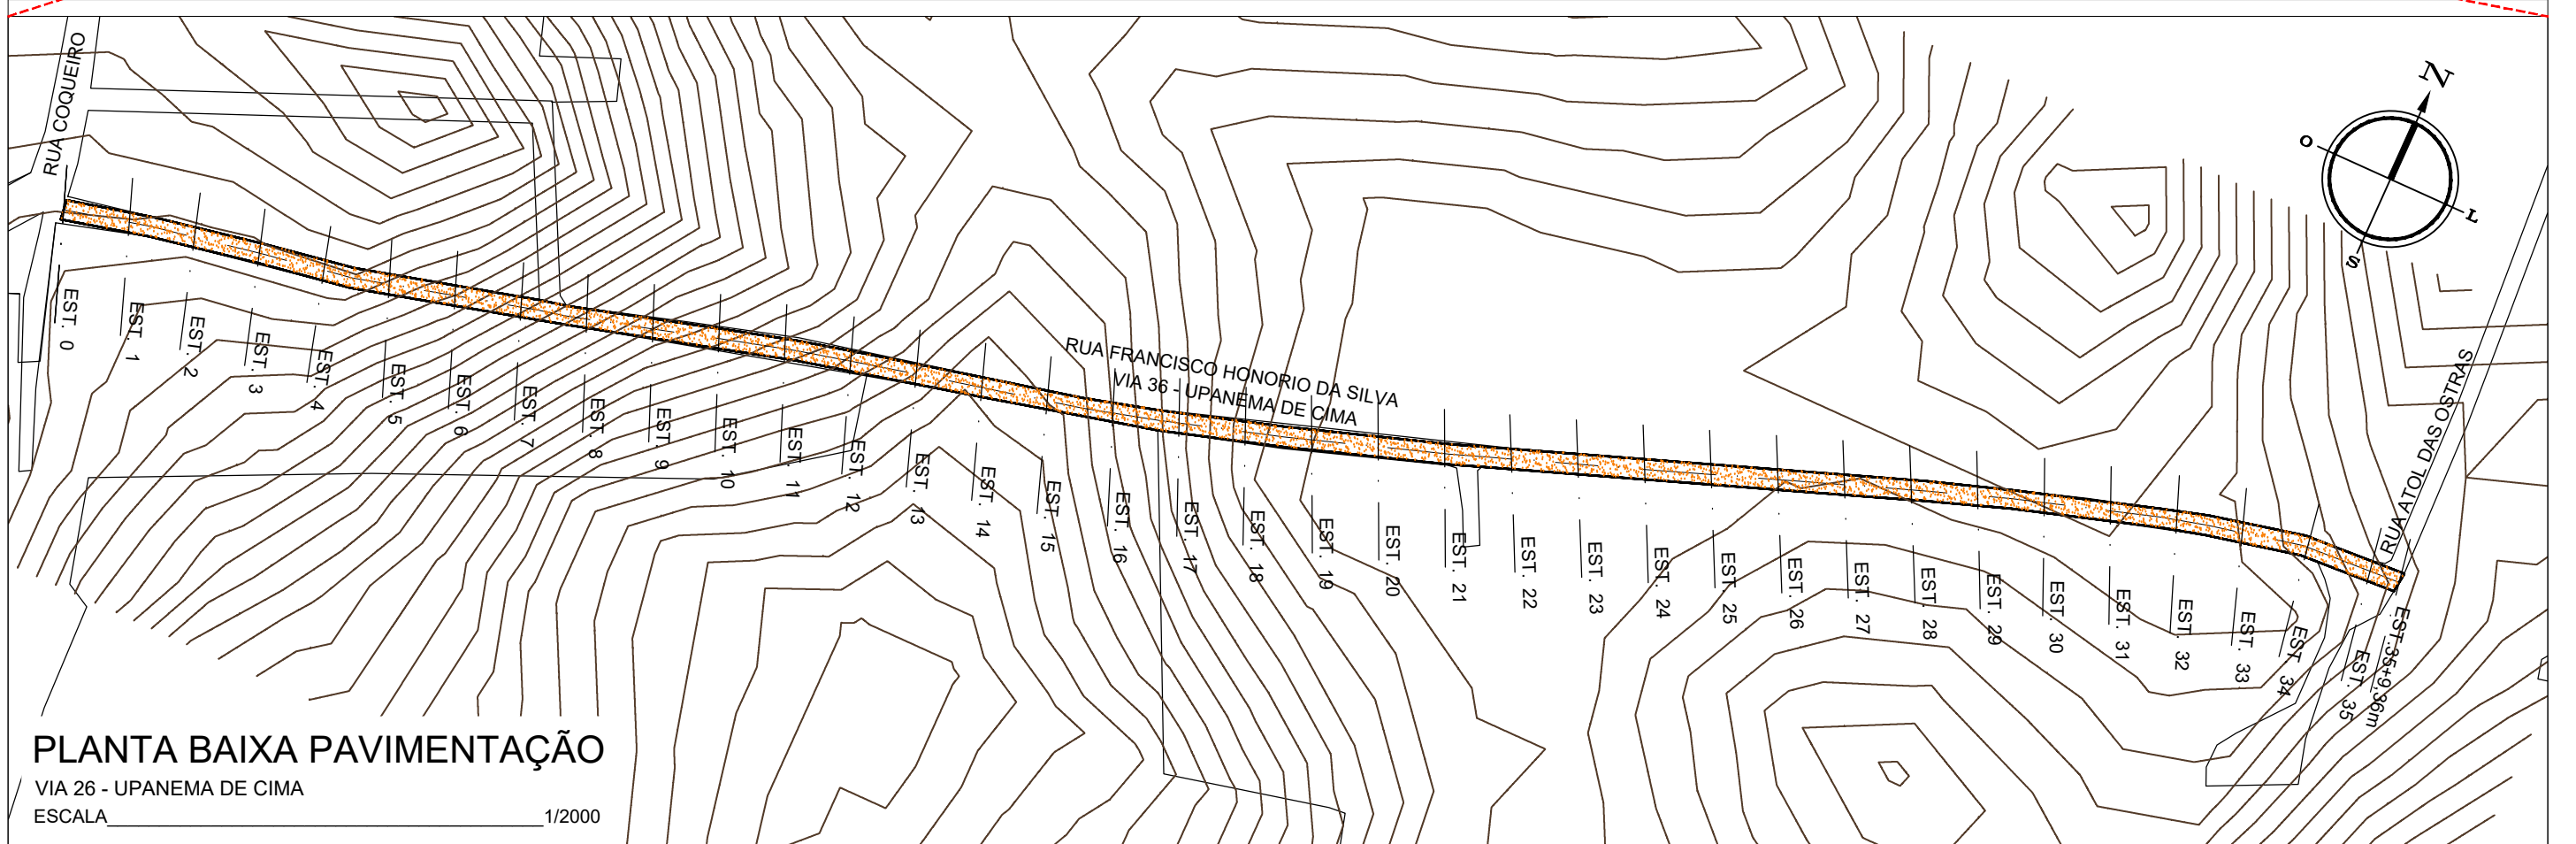 RUA COQUEIRO
N
O
L
S
RUA FRANCISCO HONORIO DA SILVA
VIA 36 - UPANEMA DE CIMA
RUA ATOL DAS OSTRAS
EST. 0
EST. 1
EST. 2
EST. 3
EST. 4
EST. 5
EST. 6
EST. 7
EST. 8
EST. 9
EST. 10
EST. 11
EST. 12
EST. 13
EST. 14
EST. 15
EST. 16
EST. 17
EST. 18
EST. 19
EST. 20
EST. 21
EST. 22
EST. 23
EST. 24
EST. 25
EST. 26
EST. 27
EST. 28
EST. 29
EST. 30
EST. 31
EST. 32
EST. 33
EST. 34
EST. 35
EST.35+9,36m
PLANTA BAIXA PAVIMENTAÇÃO
VIA 26 - UPANEMA DE CIMA
ESCALA 1/2000